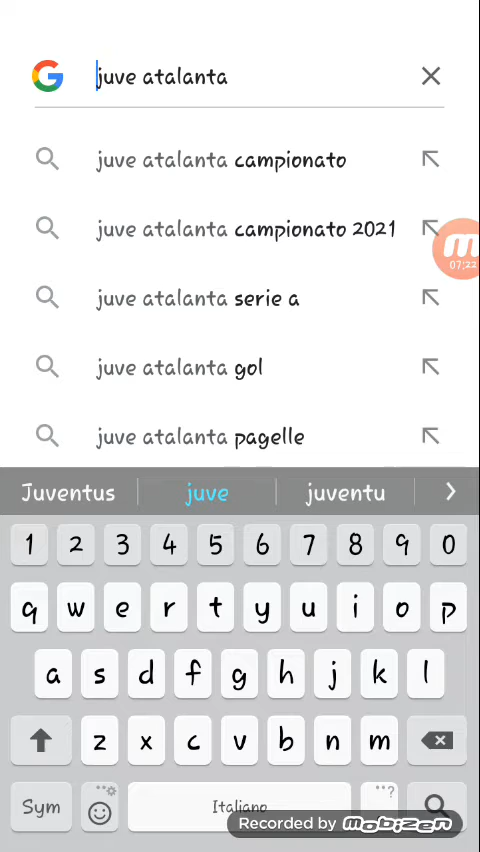 juve atalanta
juve atalanta campionato
juve atalanta campionato 2021
07:22
juve atalanta serie a
juve atalanta gol
juve atalanta pagelle
Juventus juve juventu
1 2 3 4 5 6 7 8 9 0
q w e r t y u i o p
a s d f g h j k l
z x c v b n m
Sym Italiano ?
Recorded by mobizen